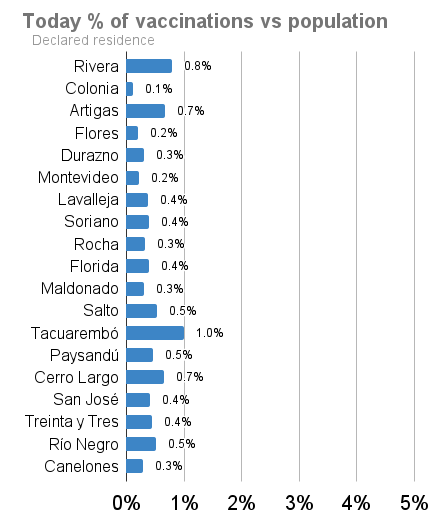 Today % of vaccinations vs population
Declared residence
Rivera 0.8%
Colonia 0.1%
Artigas 0.7%
Flores 0.2%
Durazno 0.3%
Montevideo 0.2%
Lavalleja 0.4%
Soriano 0.4%
Rocha 0.3%
Florida 0.4%
Maldonado 0.3%
Salto 0.5%
Tacuarembó 1.0%
Paysandú 0.5%
Cerro Largo 0.7%
San José 0.4%
Treinta y Tres 0.4%
Río Negro 0.5%
Canelones 0.3%
0% 1% 2% 3% 4% 5%